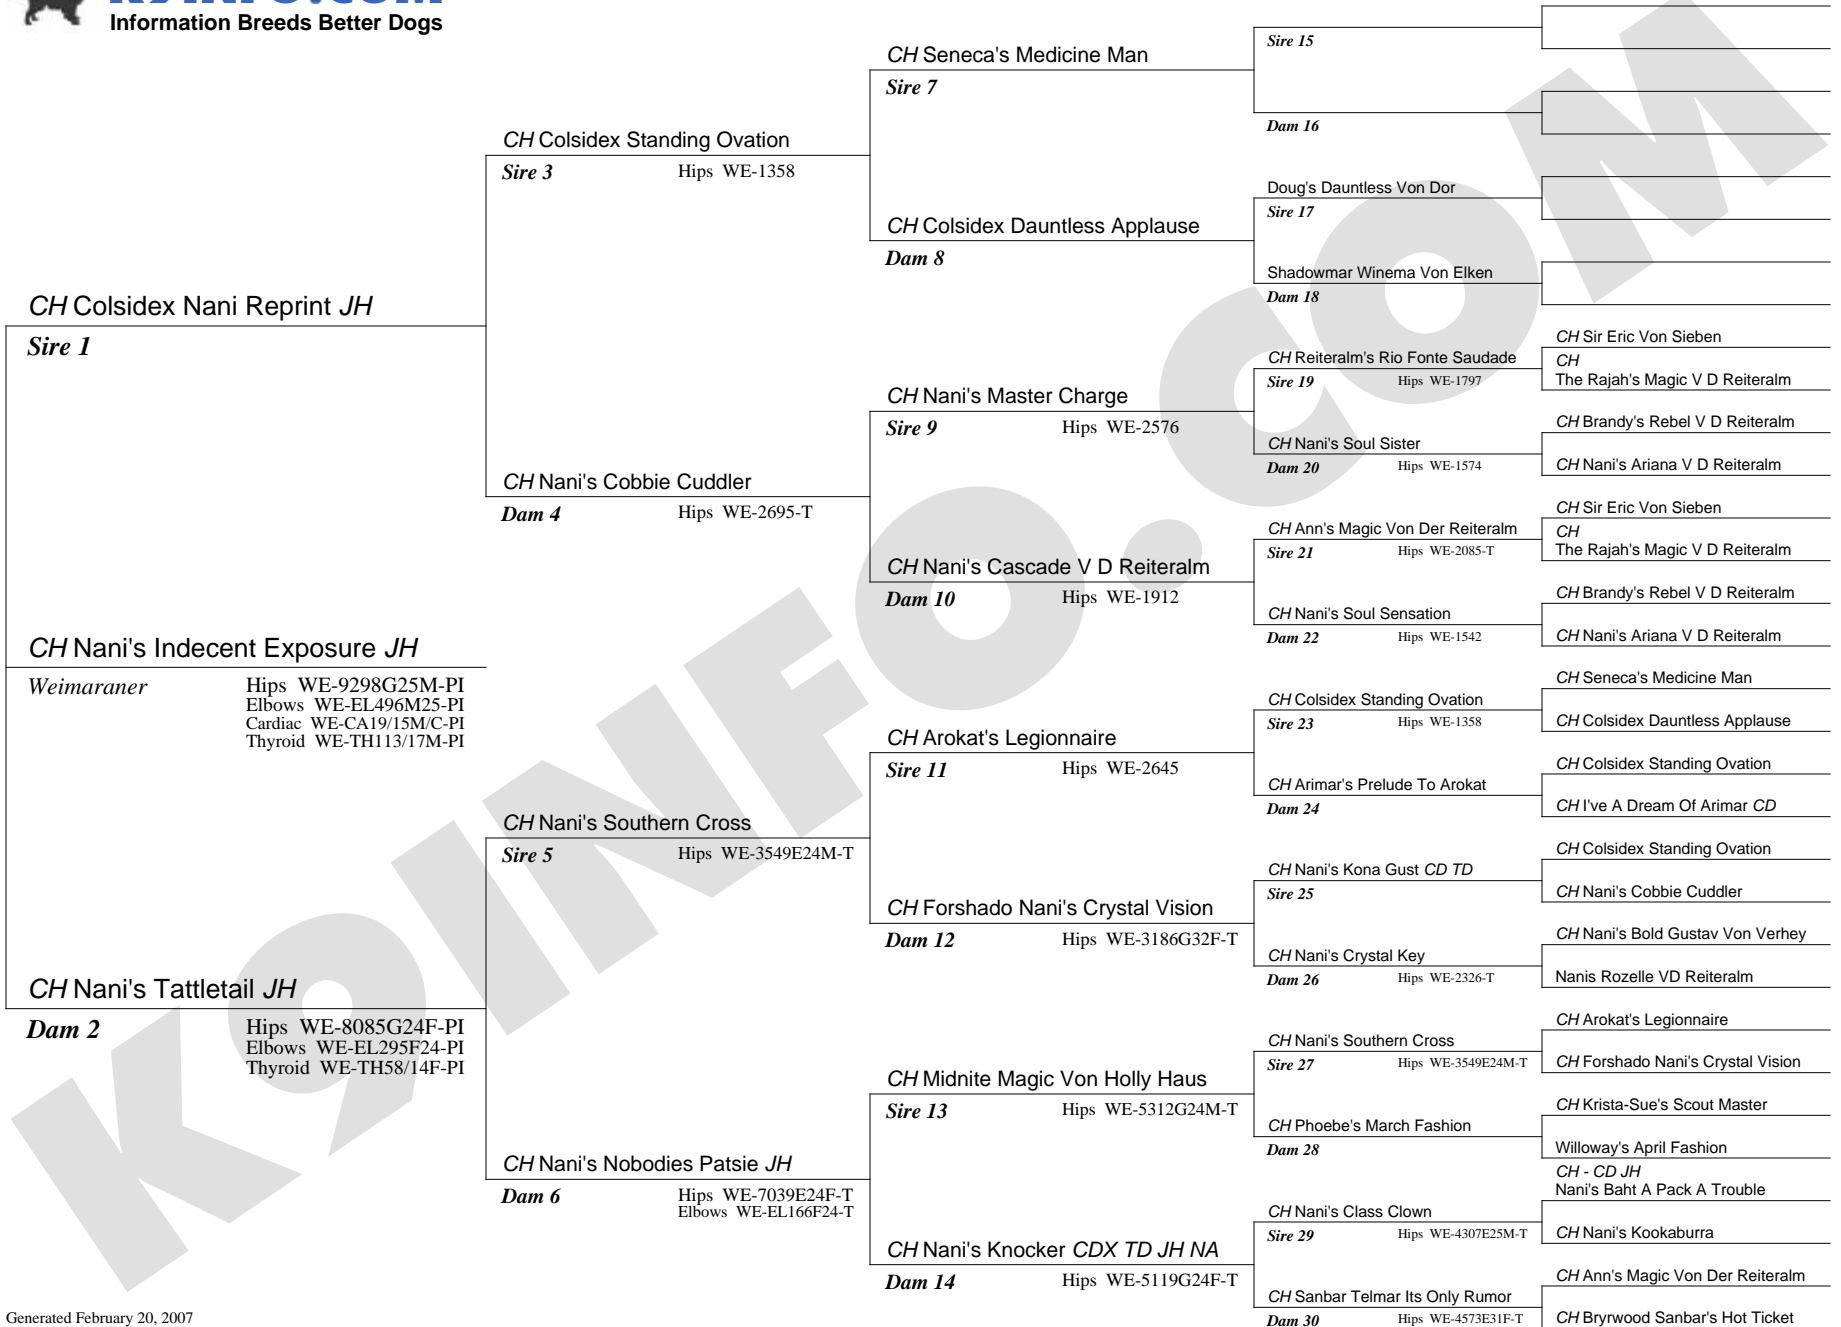 K9INFO.COM
Information Breeds Better Dogs
CH Colsidex Nani Reprint JH
Sire 1
CH Nani's Indecent Exposure JH
Weimaraner
Hips WE-9298G25M-PI
Elbows WE-EL496M25-PI
Cardiac WE-CA19/15M/C-PI
Thyroid WE-TH113/17M-PI
CH Nani's Tattletail JH
Dam 2
Hips WE-8085G24F-PI
Elbows WE-EL295F24-PI
Thyroid WE-TH58/14F-PI
CH Colsidex Standing Ovation
Sire 3 Hips WE-1358
CH Nani's Cobbie Cuddler
Dam 4 Hips WE-2695-T
CH Nani's Southern Cross
Sire 5 Hips WE-3549E24M-T
CH Nani's Nobodies Patsie JH
Dam 6 Hips WE-7039E24F-T
Elbows WE-EL166F24-T
CH Seneca's Medicine Man
Sire 7
CH Colsidex Dauntless Applause
Dam 8
CH Nani's Master Charge
Sire 9 Hips WE-2576
CH Nani's Cascade V D Reiteralm
Dam 10 Hips WE-1912
CH Arokat's Legionnaire
Sire 11 Hips WE-2645
CH Forshado Nani's Crystal Vision
Dam 12 Hips WE-3186G32F-T
CH Midnite Magic Von Holly Haus
Sire 13 Hips WE-5312G24M-T
CH Nani's Knocker CDX TD JH NA
Dam 14 Hips WE-5119G24F-T
Sire 15
Dam 16
Doug's Dauntless Von Dor
Sire 17
Shadowmar Winema Von Elken
Dam 18
CH Reiteralm's Rio Fonte Saudade
Sire 19 Hips WE-1797
CH Nani's Soul Sister
Dam 20 Hips WE-1574
CH Ann's Magic Von Der Reiteralm
Sire 21 Hips WE-2085-T
CH Nani's Soul Sensation
Dam 22 Hips WE-1542
CH Colsidex Standing Ovation
Sire 23 Hips WE-1358
CH Arimar's Prelude To Arokat
Dam 24
CH Nani's Kona Gust CD TD
Sire 25
CH Nani's Crystal Key
Dam 26 Hips WE-2326-T
CH Nani's Southern Cross
Sire 27 Hips WE-3549E24M-T
CH Phoebe's March Fashion
Dam 28
CH Nani's Class Clown
Sire 29 Hips WE-4307E25M-T
CH Sanbar Telmar Its Only Rumor
Dam 30 Hips WE-4573E31F-T
CH Sir Eric Von Sieben
CH
The Rajah's Magic V D Reiteralm
CH Brandy's Rebel V D Reiteralm
CH Nani's Ariana V D Reiteralm
CH Sir Eric Von Sieben
CH
The Rajah's Magic V D Reiteralm
CH Brandy's Rebel V D Reiteralm
CH Nani's Ariana V D Reiteralm
CH Seneca's Medicine Man
CH Colsidex Dauntless Applause
CH Colsidex Standing Ovation
CH I've A Dream Of Arimar CD
CH Colsidex Standing Ovation
CH Nani's Cobbie Cuddler
CH Nani's Bold Gustav Von Verhey
Nanis Rozelle VD Reiteralm
CH Arokat's Legionnaire
CH Forshado Nani's Crystal Vision
CH Krista-Sue's Scout Master
Willoway's April Fashion
CH - CD JH
Nani's Baht A Pack A Trouble
CH Nani's Kookaburra
CH Ann's Magic Von Der Reiteralm
CH Bryrwood Sanbar's Hot Ticket
Generated February 20, 2007
K9INFO.COM